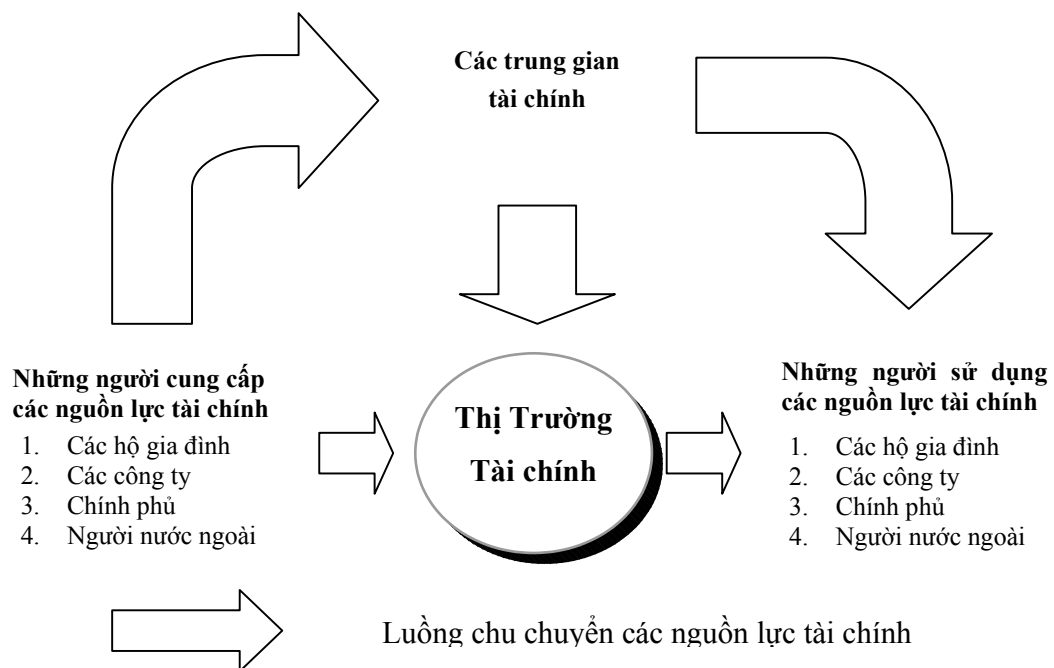 Các trung gian
tài chính
Những người cung cấp
các nguồn lực tài chính
1. Các hộ gia đình
2. Các công ty
3. Chính phủ
4. Người nước ngoài
Thị Trường
Tài chính
Những người sử dụng
các nguồn lực tài chính
1. Các hộ gia đình
2. Các công ty
3. Chính phủ
4. Người nước ngoài
Luồng chu chuyển các nguồn lực tài chính